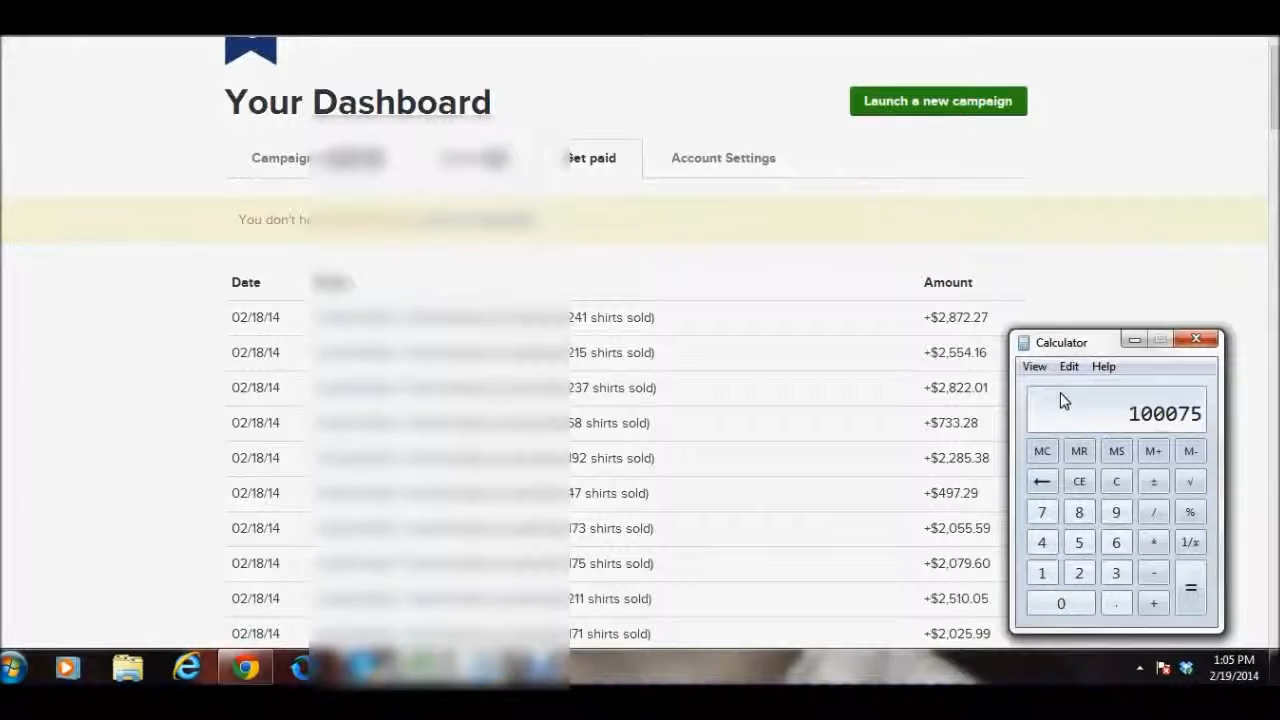 Your Dashboard
Launch a new campaign
Get paid
Account Settings
You don't
Date
Amount
02/18/14 241 shirts sold) +$2,872.27
02/18/14 215 shirts sold) +$2,554.16
02/18/14 237 shirts sold) +$2,822.01
02/18/14 68 shirts sold) +$733.28
02/18/14 192 shirts sold) +$2,285.38
02/18/14 47 shirts sold) +$497.29
02/18/14 173 shirts sold) +$2,055.59
02/18/14 175 shirts sold) +$2,079.60
02/18/14 211 shirts sold) +$2,510.05
02/18/14 171 shirts sold) +$2,025.99
Calculator
View Edit Help
100075
MC MR MS M+ M-
← CE C ± √
7 8 9 / %
4 5 6 * 1/x
1 2 3 - =
0 . +
1:05 PM
2/19/2014